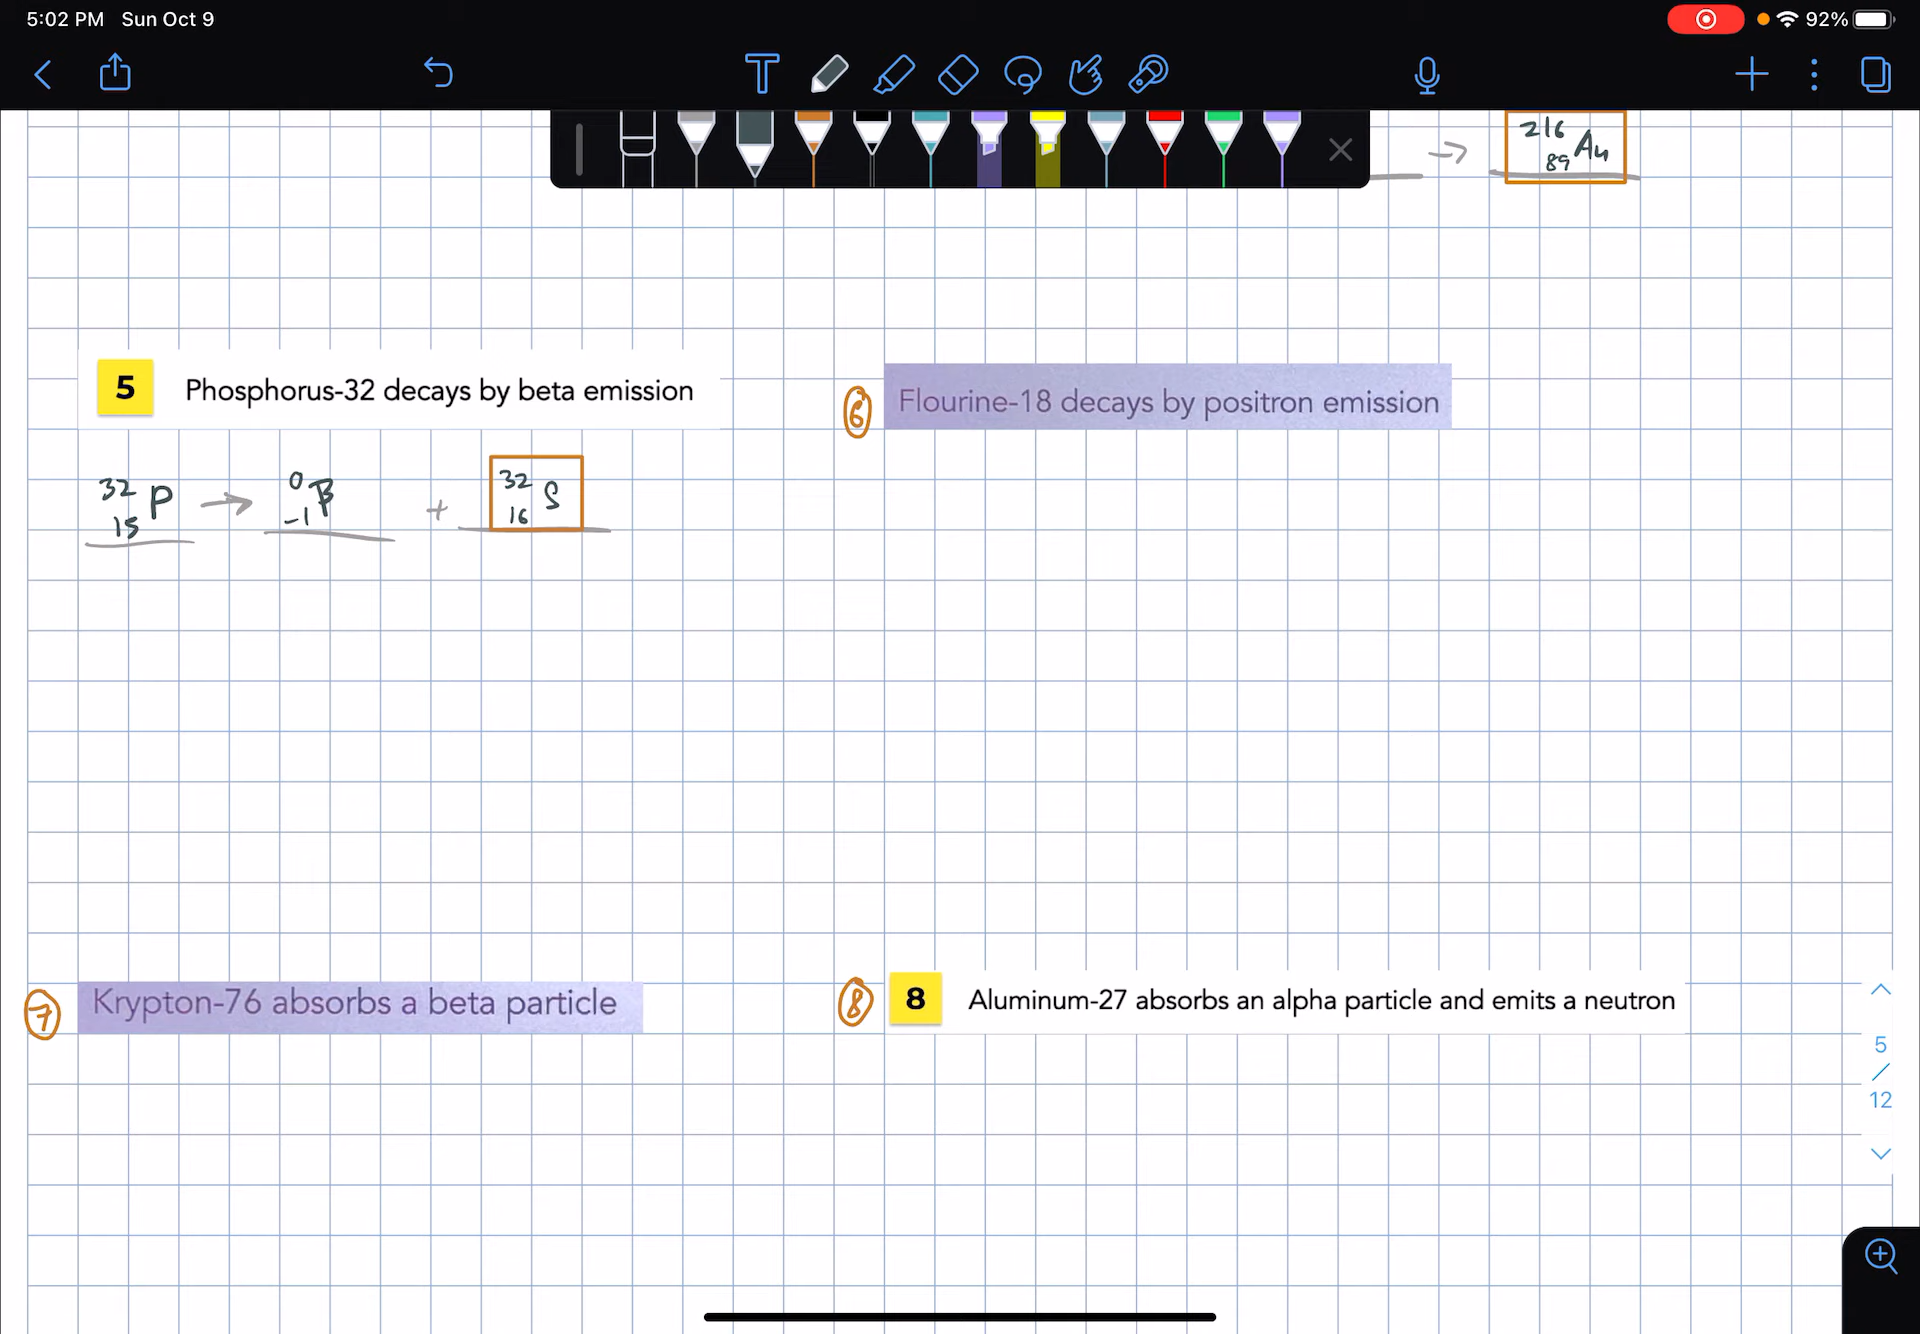 5:02 PM Sun Oct 9
92%
T
→ 216 89 Au
5 Phosphorus-32 decays by beta emission
6 Flourine-18 decays by positron emission
32 15 P → 0 -1 β + 32 16 S
7 Krypton-76 absorbs a beta particle
8 8 Aluminum-27 absorbs an alpha particle and emits a neutron
5
/
12